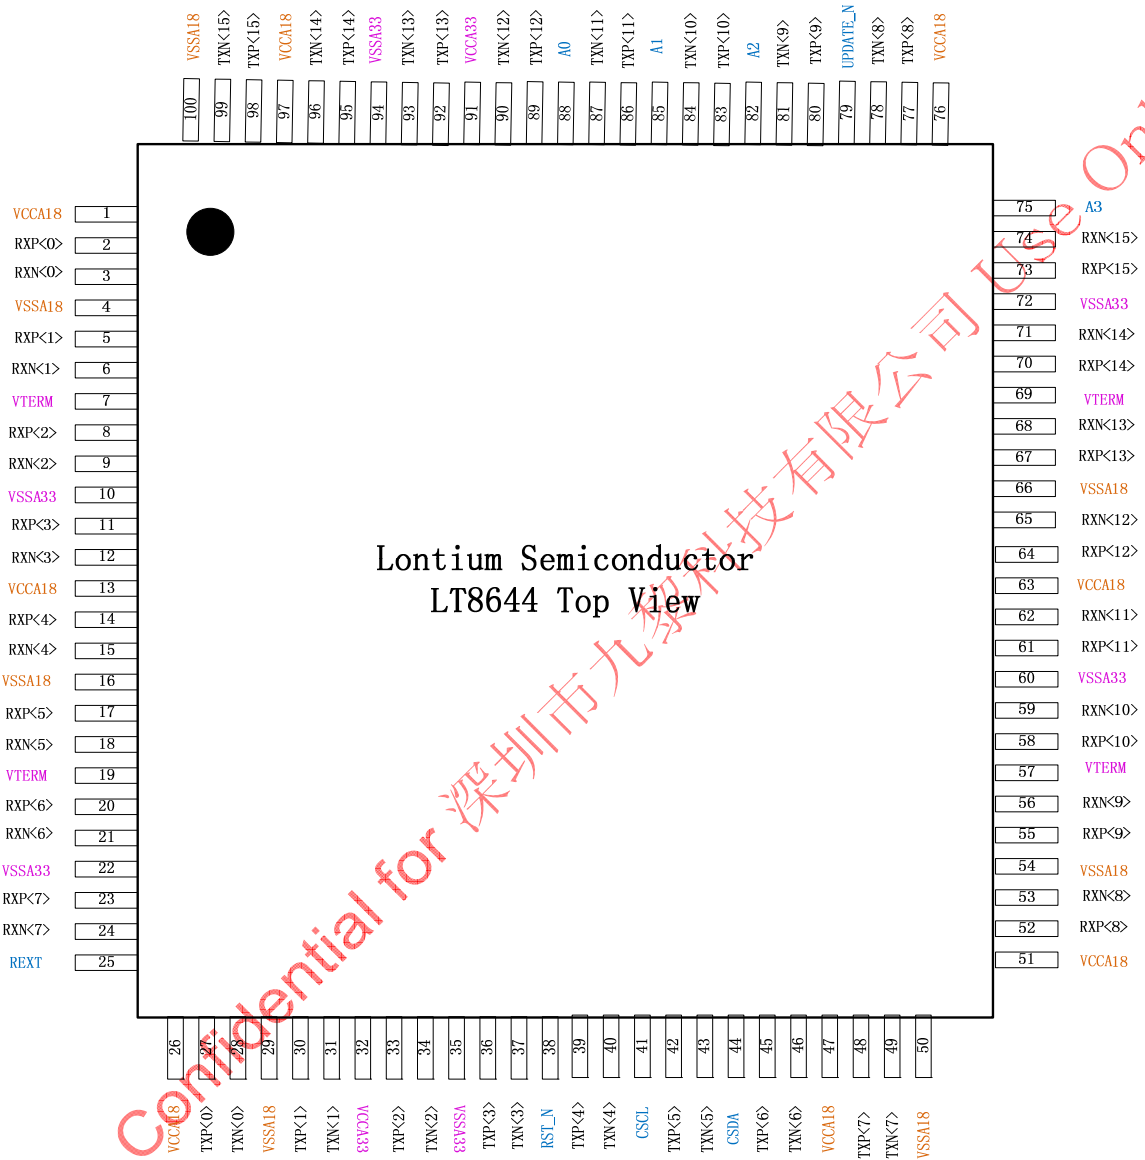 VSSA18 TXN<15> TXP<15> VCCA18 TXN<14> TXP<14> VSSA33 TXN<13> TXP<13> VCCA33 TXN<12> TXP<12> A0 TXN<11> TXP<11> A1 TXN<10> TXP<10> A2 TXN<9> TXP<9> UPDATE_N TXN<8> TXP<8> VCCA18
100 99 98 97 96 95 94 93 92 91 90 89 88 87 86 85 84 83 82 81 80 79 78 77 76
VCCA18 1
RXP<0> 2
RXN<0> 3
VSSA18 4
RXP<1> 5
RXN<1> 6
VTERM 7
RXP<2> 8
RXN<2> 9
VSSA33 10
RXP<3> 11
RXN<3> 12
VCCA18 13
RXP<4> 14
RXN<4> 15
VSSA18 16
RXP<5> 17
RXN<5> 18
VTERM 19
RXP<6> 20
RXN<6> 21
VSSA33 22
RXP<7> 23
RXN<7> 24
REXT 25
Lontium Semiconductor
LT8644 Top View
75 A3
74 RXN<15>
73 RXP<15>
72 VSSA33
71 RXN<14>
70 RXP<14>
69 VTERM
68 RXN<13>
67 RXP<13>
66 VSSA18
65 RXN<12>
64 RXP<12>
63 VCCA18
62 RXN<11>
61 RXP<11>
60 VSSA33
59 RXN<10>
58 RXP<10>
57 VTERM
56 RXN<9>
55 RXP<9>
54 VSSA18
53 RXN<8>
52 RXP<8>
51 VCCA18
26 27 28 29 30 31 32 33 34 35 36 37 38 39 40 41 42 43 44 45 46 47 48 49 50
VCCA18 TXP<0> TXN<0> VSSA18 TXP<1> TXN<1> VCCA33 TXP<2> TXN<2> VSSA33 TXP<3> TXN<3> RST_N TXP<4> TXN<4> CSCL TXP<5> TXN<5> CSDA TXP<6> TXN<6> VCCA18 TXP<7> TXN<7> VSSA18
Confidential for 深圳市九黎科技有限公司 Use